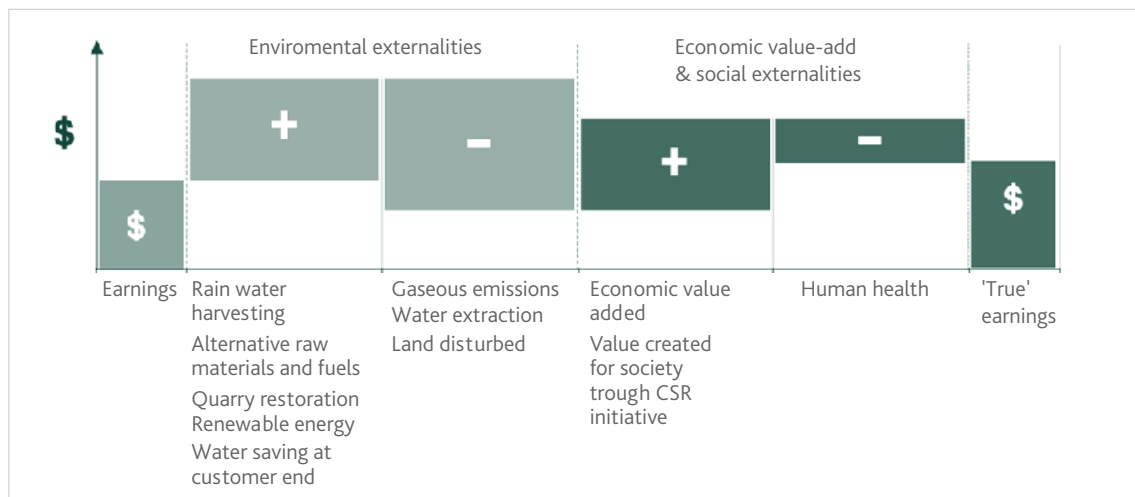 Enviromental externalities
Economic value-add
& social externalities
$
+
−
+
−
$
$
Earnings
Rain water
harvesting
Alternative raw
materials and fuels
Quarry restoration
Renewable energy
Water saving at
customer end
Gaseous emissions
Water extraction
Land disturbed
Economic value
added
Value created
for society
trough CSR
initiative
Human health
'True'
earnings